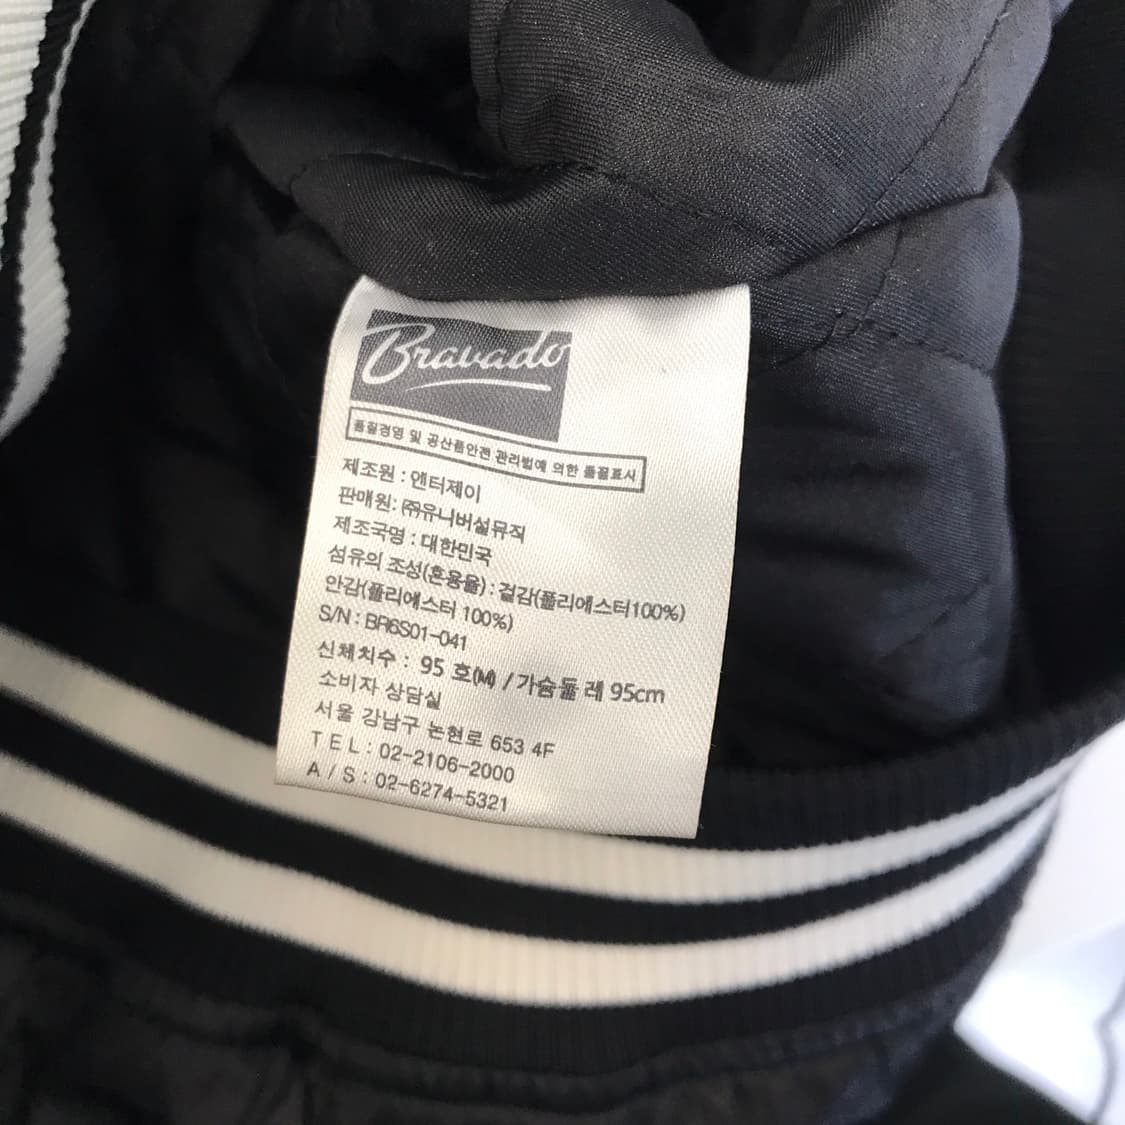 Bravado
품질경영 및 공산품안전 관리법에 의한 품질표시
제조원 : 앤터제이
판매원: ㈜유니버설뮤직
제조국명 : 대한민국
섬유의 조성(혼용율) : 겉감(폴리에스터100%)
안감(폴리에스터 100%)
S/N : BR6S01-041
신체치수 : 95 호(M) / 가슴둘 레 95cm
소비자 상담실
서울 강남구 논현로 653 4F
T E L : 02-2106-2000
A / S : 02-6274-5321